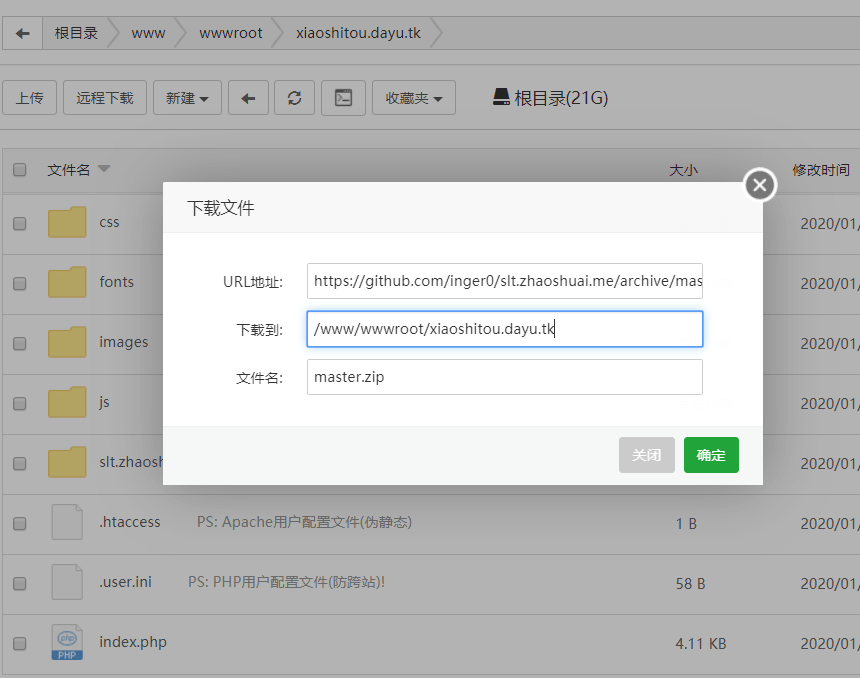 根目录 www wwwroot xiaoshitou.dayu.tk
上传 远程下载 新建 收藏夹 根目录(21G)
文件名 大小 修改时间
下载文件
css 2020/01/
URL地址: https://github.com/inger0/slt.zhaoshuai.me/archive/mas
fonts 2020/01/
下载到: /www/wwwroot/xiaoshitou.dayu.tk
images 2020/01/
文件名: master.zip
js 2020/01/
关闭 确定
slt.zhaosh 2020/01/
.htaccess PS: Apache用户配置文件(伪静态) 1 B 2020/01/
.user.ini PS: PHP用户配置文件(防跨站)! 58 B 2020/01/
php
PHP
index.php 4.11 KB 2020/01/